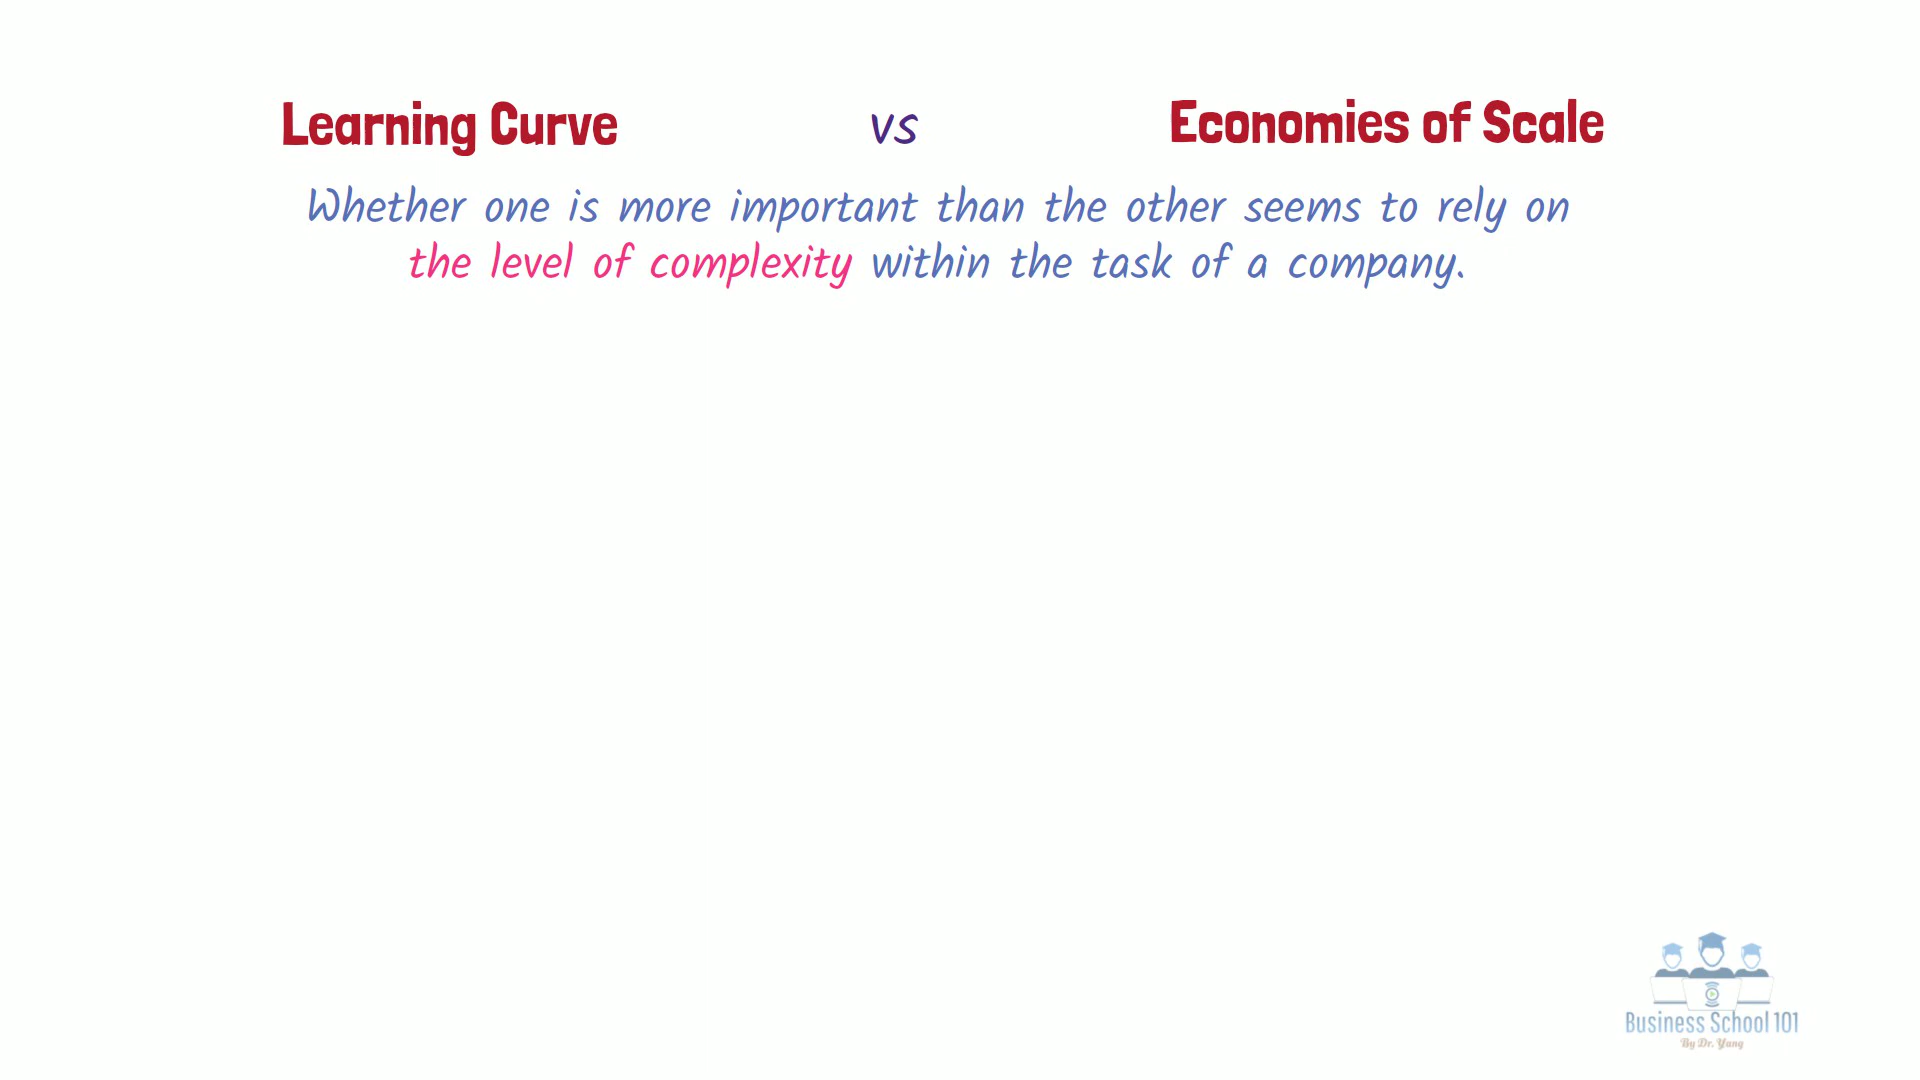 Learning Curve vs Economies of Scale
Whether one is more important than the other seems to rely on
the level of complexity within the task of a company.
Business School 101
By Dr. Yang